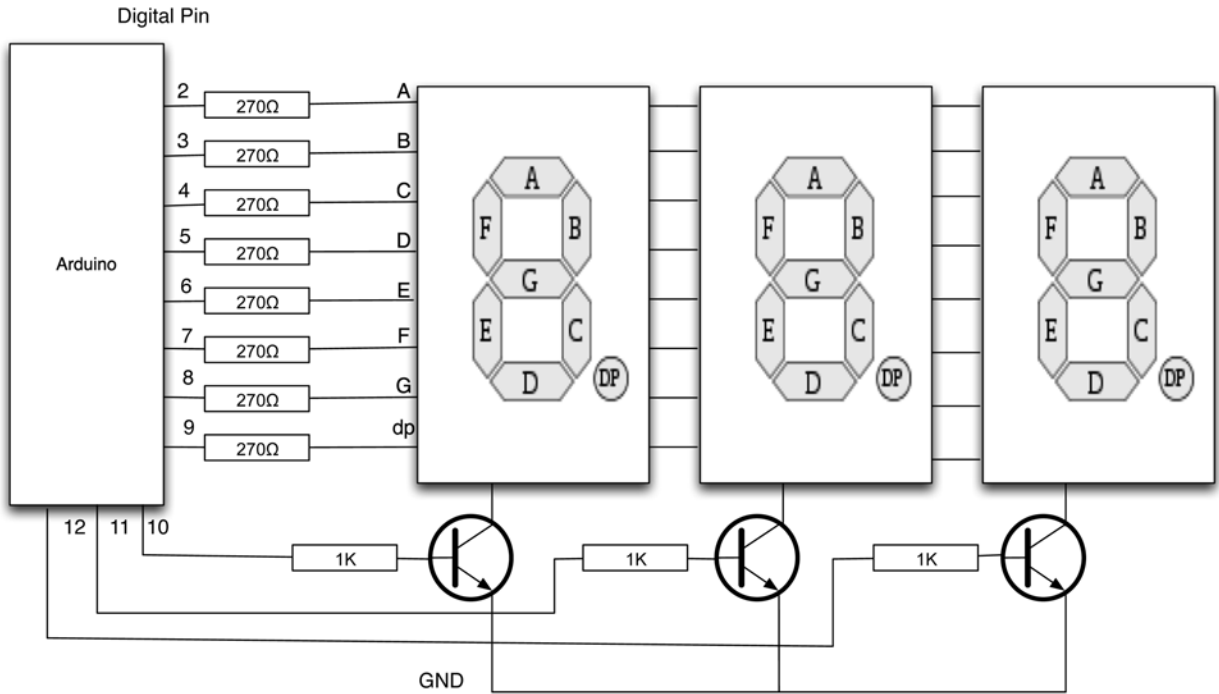 Digital Pin
2 270Ω A
3 270Ω B
4 270Ω C
5 270Ω D
6 270Ω E
7 270Ω F
8 270Ω G
9 270Ω dp
Arduino
A
F B
G
E C
D DP
A
F B
G
E C
D DP
A
F B
G
E C
D DP
12 11 10
1K 1K 1K
GND